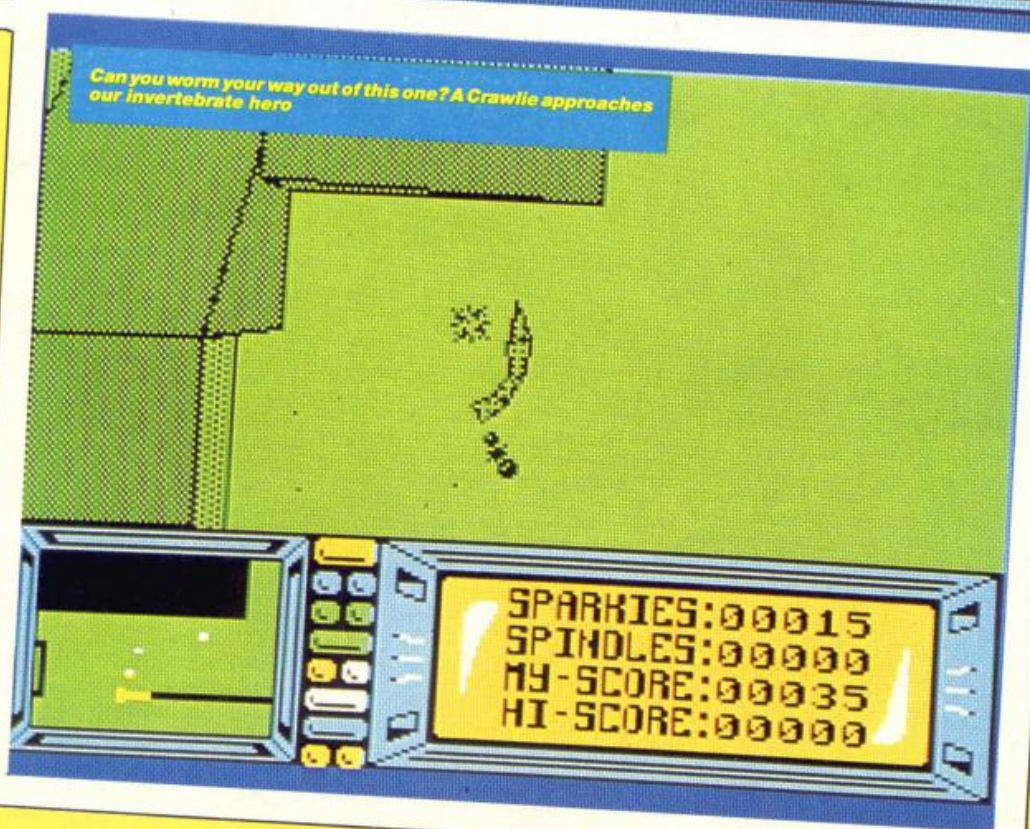 Can you worm your way out of this one? A Crawlie approaches
our invertebrate hero
SPARKIES:00015
SPINDLES:00000
MY-SCORE:00035
HI-SCORE:00000